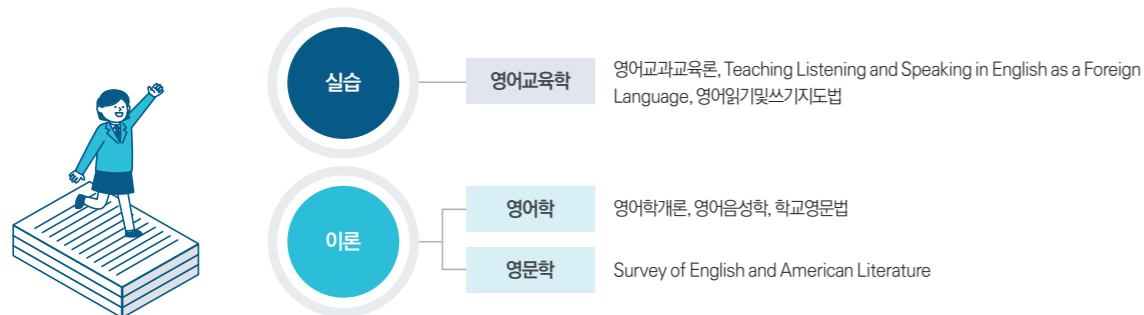 실습
영어교육학
영어교과교육론, Teaching Listening and Speaking in English as a Foreign
Language, 영어읽기및쓰기지도법
이론
영어학
영어학개론, 영어음성학, 학교영문법
영문학
Survey of English and American Literature